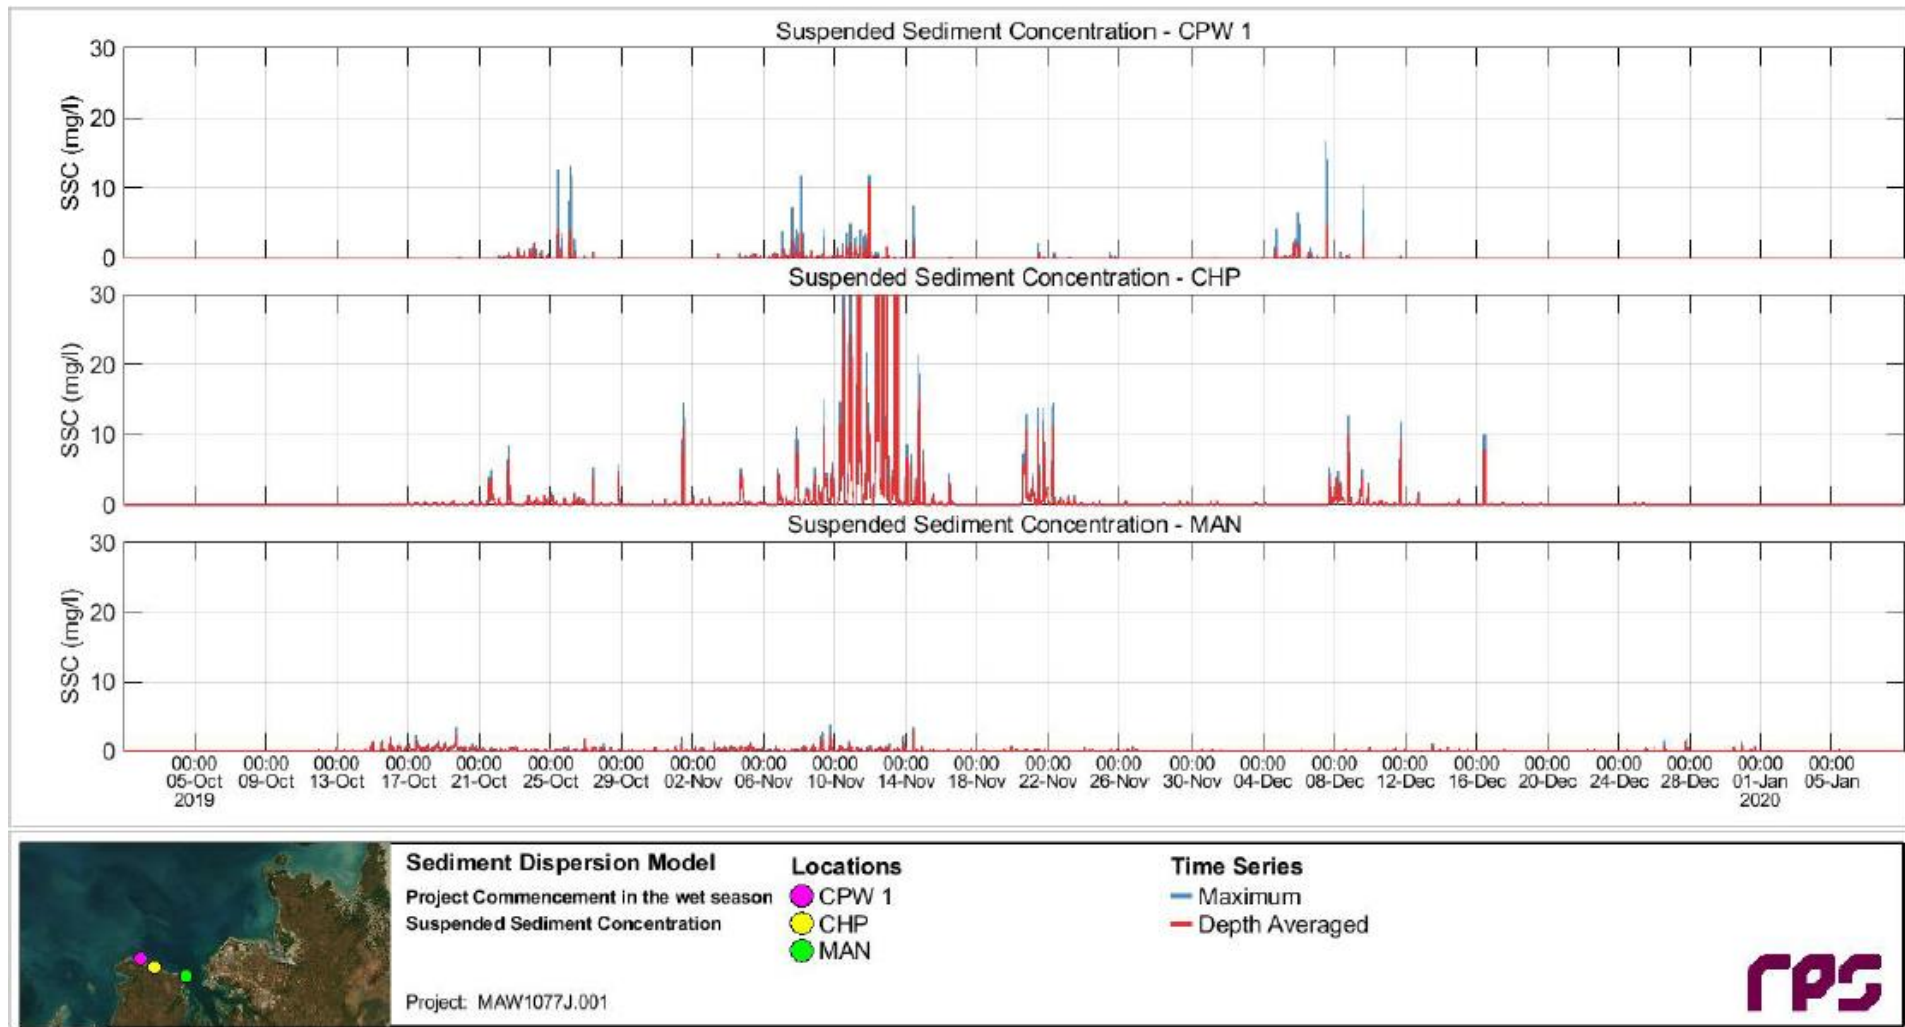 Suspended Sediment Concentration - CPW 1
30
20
10
0
SSC (mg/l)
Suspended Sediment Concentration - CHP
30
20
10
0
SSC (mg/l)
Suspended Sediment Concentration - MAN
30
20
10
0
SSC (mg/l)
00:00 00:00 00:00 00:00 00:00 00:00 00:00 00:00 00:00 00:00 00:00 00:00 00:00 00:00 00:00 00:00 00:00 00:00 00:00 00:00 00:00 00:00 00:00 00:00
05-Oct 09-Oct 13-Oct 17-Oct 21-Oct 25-Oct 29-Oct 02-Nov 06-Nov 10-Nov 14-Nov 18-Nov 22-Nov 26-Nov 30-Nov 04-Dec 08-Dec 12-Dec 16-Dec 20-Dec 24-Dec 28-Dec 01-Jan 05-Jan
2019 2020
Sediment Dispersion Model
Project Commencement in the wet season
Suspended Sediment Concentration
Project: MAW1077J.001
Locations
CPW 1
CHP
MAN
Time Series
Maximum
Depth Averaged
rps